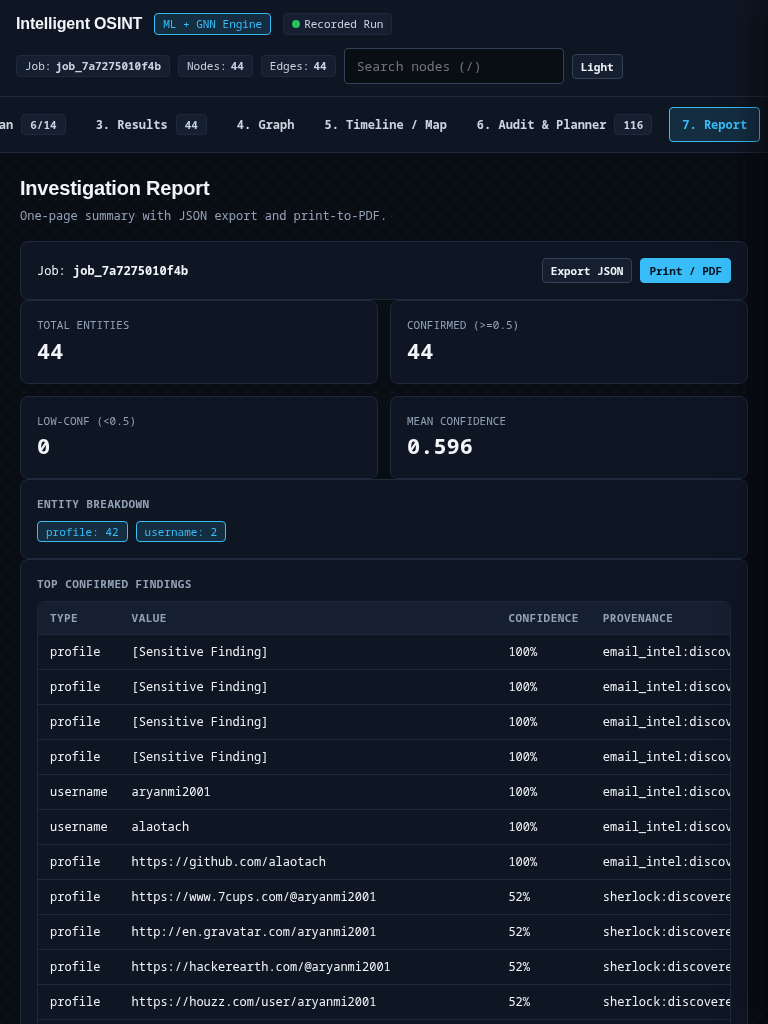 Intelligent OSINT ML + GNN Engine Recorded Run
Job: job_7a7275010f4b Nodes: 44 Edges: 44 Search nodes (/) Light
an 6/14 3. Results 44 4. Graph 5. Timeline / Map 6. Audit & Planner 116 7. Report
Investigation Report
One-page summary with JSON export and print-to-PDF.
Job: job_7a7275010f4b Export JSON Print / PDF
TOTAL ENTITIES CONFIRMED (>=0.5)
44 44
LOW-CONF (<0.5) MEAN CONFIDENCE
0 0.596
ENTITY BREAKDOWN
profile: 42 username: 2
TOP CONFIRMED FINDINGS
TYPE VALUE CONFIDENCE PROVENANCE
profile [Sensitive Finding] 100% email_intel:discov
profile [Sensitive Finding] 100% email_intel:discov
profile [Sensitive Finding] 100% email_intel:discov
profile [Sensitive Finding] 100% email_intel:discov
username aryanmi2001 100% email_intel:discov
username alaotach 100% email_intel:discov
profile https://github.com/alaotach 100% email_intel:discov
profile https://www.7cups.com/@aryanmi2001 52% sherlock:discovere
profile http://en.gravatar.com/aryanmi2001 52% sherlock:discovere
profile https://hackerearth.com/@aryanmi2001 52% sherlock:discovere
profile https://houzz.com/user/aryanmi2001 52% sherlock:discovere